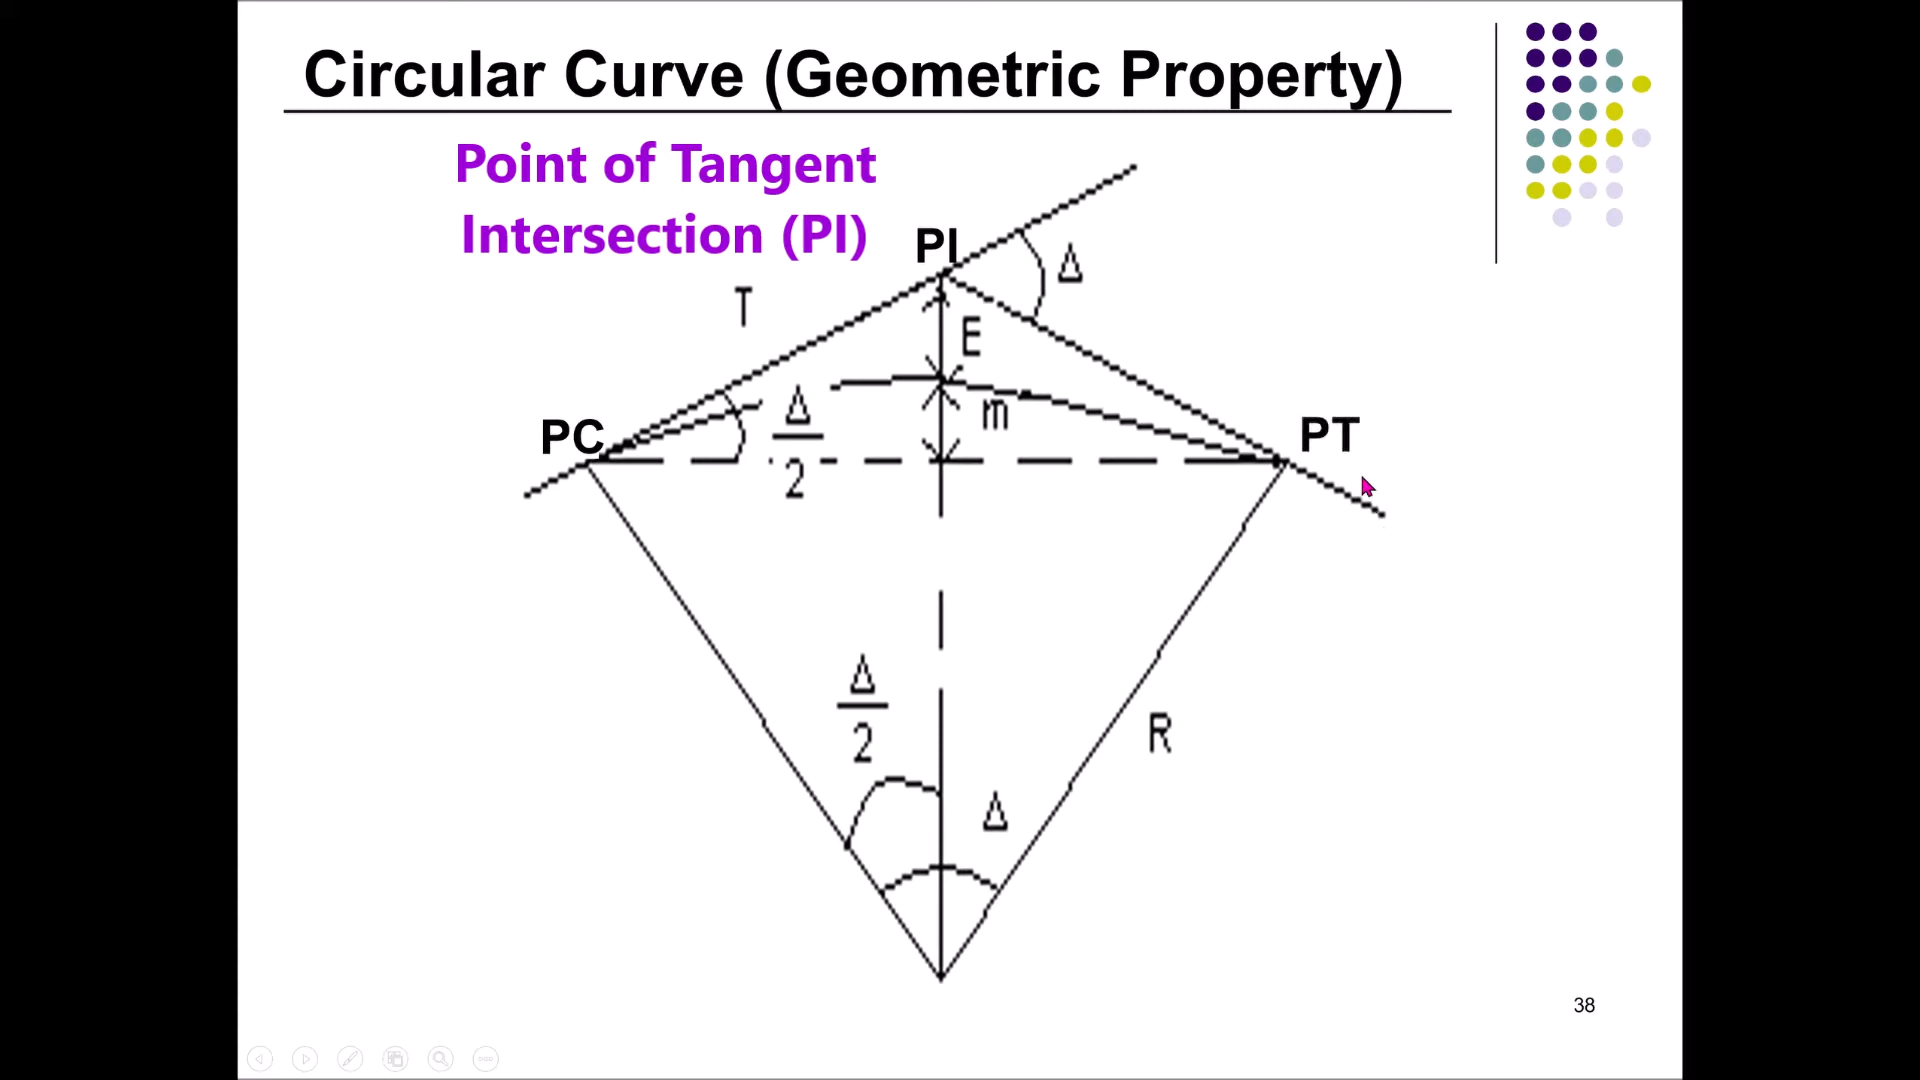 Circular Curve (Geometric Property)
Point of Tangent
Intersection (PI)
PI
Δ
T
E
Δ
2
m
PC
PT
Δ
2
R
Δ
38